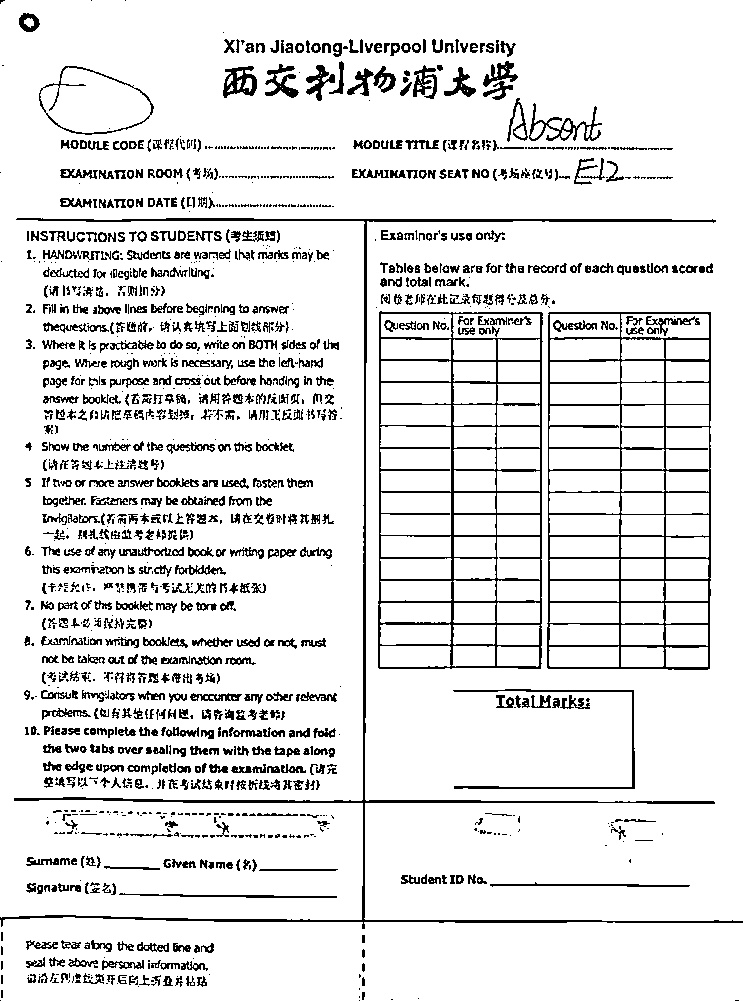 Xi'an Jiaotong-Liverpool University
西交利物浦大學
Absent
MODULE CODE (课程代码) MODULE TITLE (课程名称)
EXAMINATION ROOM (考场) EXAMINATION SEAT NO (考场座位号) E12
EXAMINATION DATE (日期)
INSTRUCTIONS TO STUDENTS (考生须知)
1. HANDWRITING: Students are warned that marks may be
deducted for illegible handwriting.
(请书写清楚，否则扣分)
2. Fill in the above lines before beginning to answer
thequestions.(答题前，请认真填写上面划线部分)
3. Where it is practicable to do so, write on BOTH sides of the
page. Where rough work is necessary, use the left-hand
page for this purpose and cross out before handing in the
answer booklet. (若需打草稿，请用答题本的反面页，但交
答题本之前请把草稿内容划掉；若不需，请用正反面书写答
案)
4 Show the number of the questions on this booklet.
(请在答题本上注清题号)
5 If two or more answer booklets are used, fasten them
together. Fasteners may be obtained from the
Invigilators.(若需两本或以上答题本，请在交卷时将其捆扎
一起，捆扎线由监考老师提供)
6. The use of any unauthorized book or writing paper during
this examination is strictly forbidden.
(未经允许，严禁携带与考试无关的书本纸张)
7. No part of this booklet may be torn off.
(答题本必须保持完整)
8. Examination writing booklets, whether used or not, must
not be taken out of the examination room.
(考试结束，不得将答题本带出考场)
9. Consult invigilators when you encounter any other relevant
problems. (如有其他任何问题，请咨询监考老师)
10. Please complete the following information and fold
the two tabs over sealing them with the tape along
the edge upon completion of the examination. (请完
整填写以下个人信息，并在考试结束时按折线将其密封)
Examiner's use only:
Tables below are for the record of each question scored
and total mark.
阅卷老师在此记录每题得分及总分。
Question No. For Examiner's use only Question No. For Examiner's use only
Total Marks:
Surname (姓) Given Name (名)
Signature (签名)
Student ID No.
Please tear along the dotted line and
seal the above personal information.
请沿左侧虚线撕开后向上折叠并粘贴